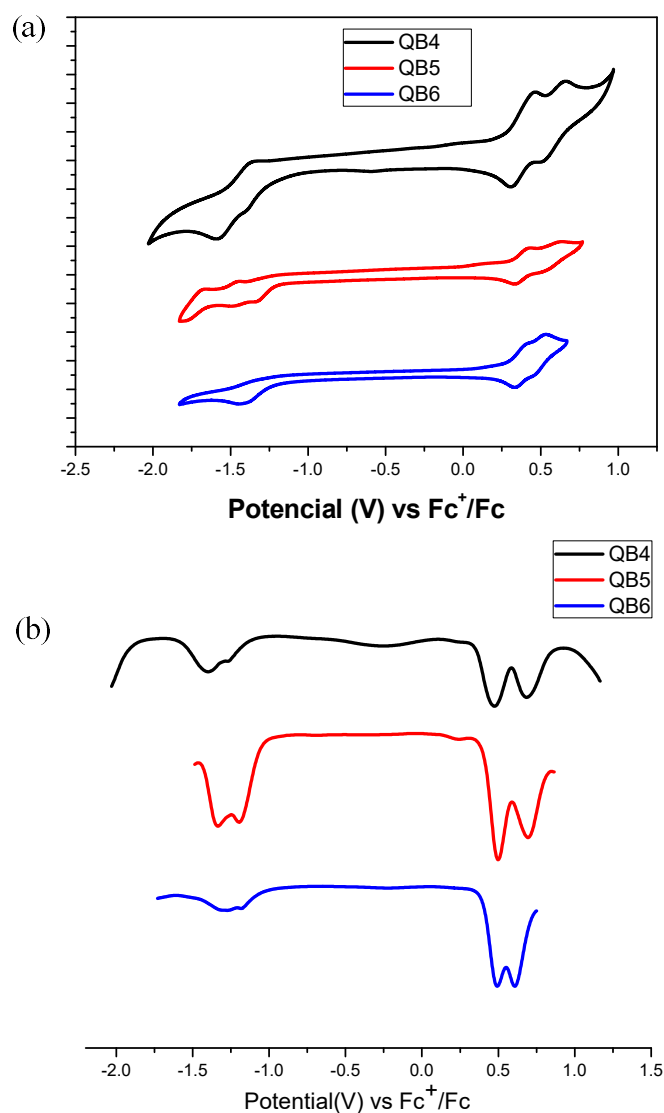 (a)
QB4
QB5
QB6
-2.5 -2.0 -1.5 -1.0 -0.5 0.0 0.5 1.0
Potencial (V) vs Fc⁺/Fc
QB4
QB5
QB6
(b)
-2.0 -1.5 -1.0 -0.5 0.0 0.5 1.0 1.5
Potential(V) vs Fc⁺/Fc